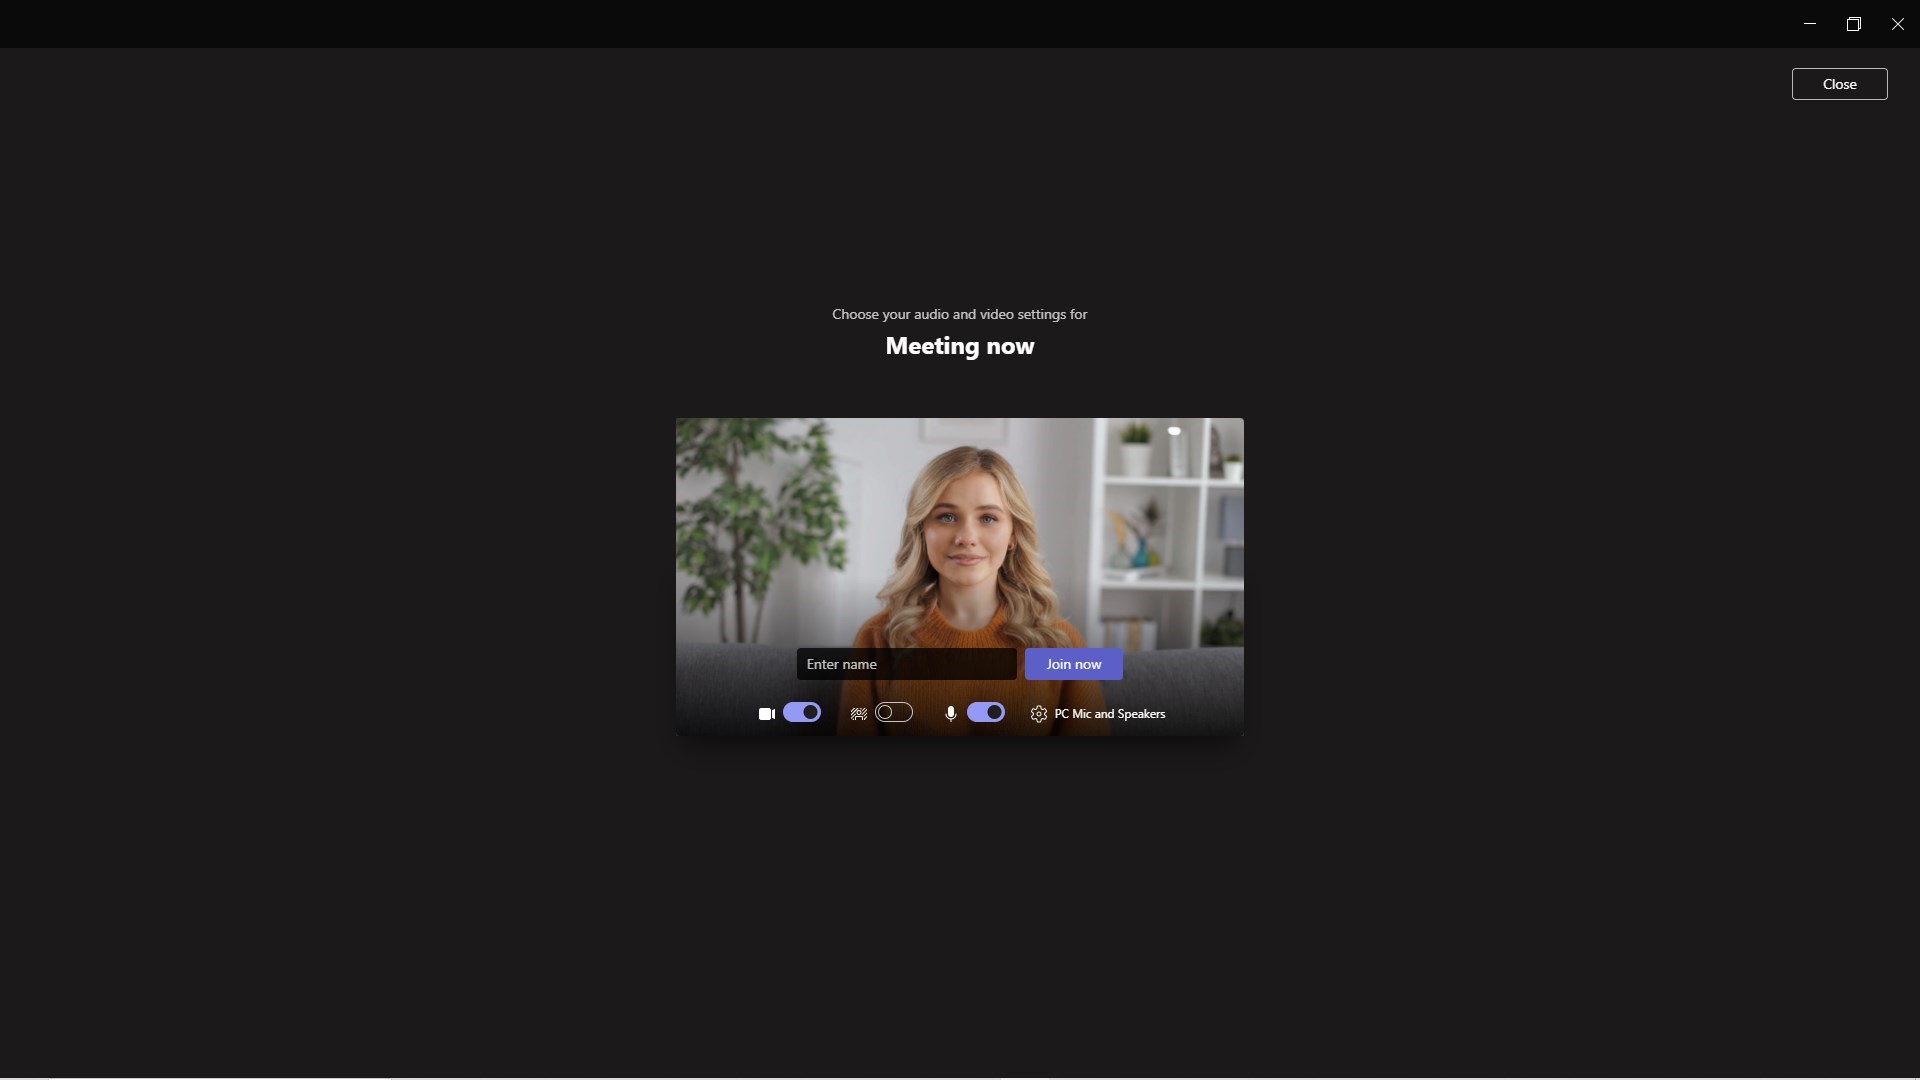 Close
Choose your audio and video settings for
Meeting now
Enter name
Join now
PC Mic and Speakers